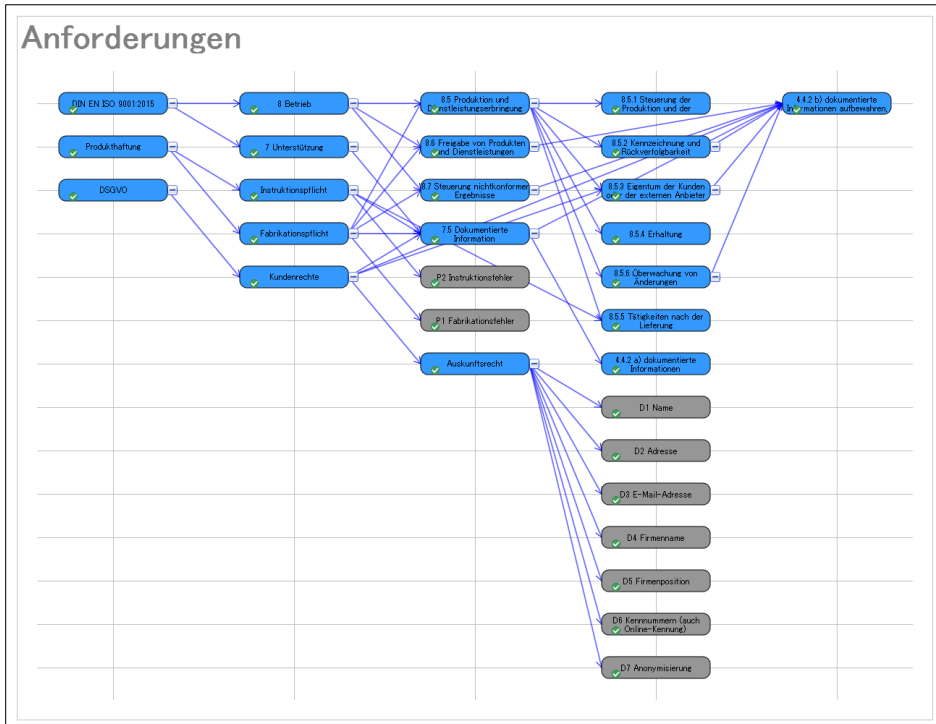 Anforderungen
DIN EN ISO 9001:2015
8 Betrieb
8.5 Produktion und
Dienstleistungserbringung
8.5.1 Steuerung der
Produktion und der
4.4.2 b) dokumentierte
Informationen aufbewahren,
Produkthaftung
7 Unterstützung
8.6 Freigabe von Produkten
und Dienstleistungen
8.5.2 Kennzeichnung und
Rückverfolgbarkeit
DSGVO
Instruktionspflicht
8.7 Steuerung nichtkonformer
Ergebnisse
8.5.3 Eigentum der Kunden
oder der externen Anbieter
Fabrikationspflicht
7.5 Dokumentierte
Information
8.5.4 Erhaltung
Kundenrechte
P2 Instruktionsfehler
8.5.6 Überwachung von
Änderungen
P1 Fabrikationsfehler
8.5.5 Tätigkeiten nach der
Lieferung
Auskunftsrecht
4.4.2 a) dokumentierte
Informationen
D1 Name
D2 Adresse
D3 E-Mail-Adresse
D4 Firmenname
D5 Firmenposition
D6 Kennnummern (auch
Online-Kennung)
D7 Anonymisierung